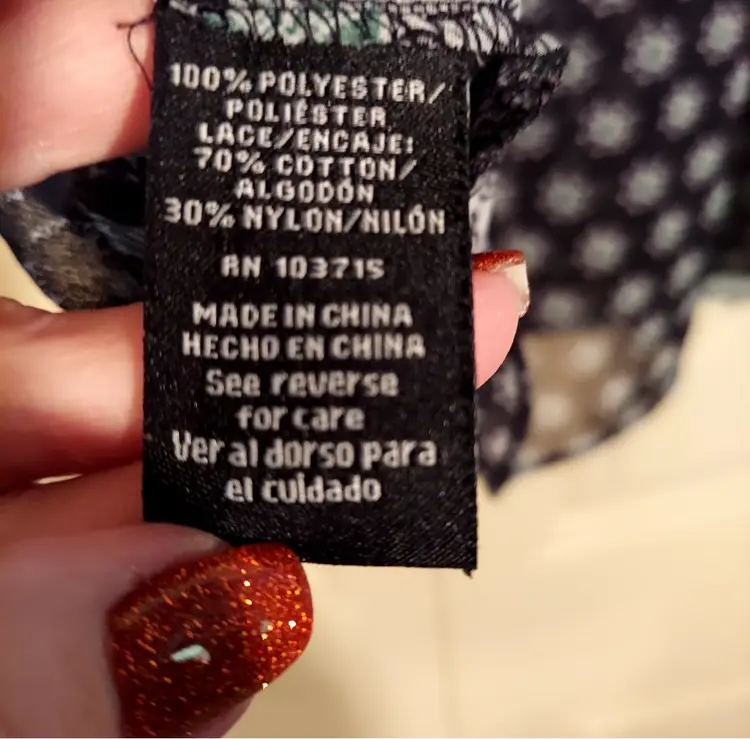 100% POLYESTER/
POLIÉSTER
LACE/ENCAJE:
70% COTTON/
ALGODÓN
30% NYLON/NILÓN
RN 103715
MADE IN CHINA
HECHO EN CHINA
See reverse
for care
Ver al dorso para
el cuidado